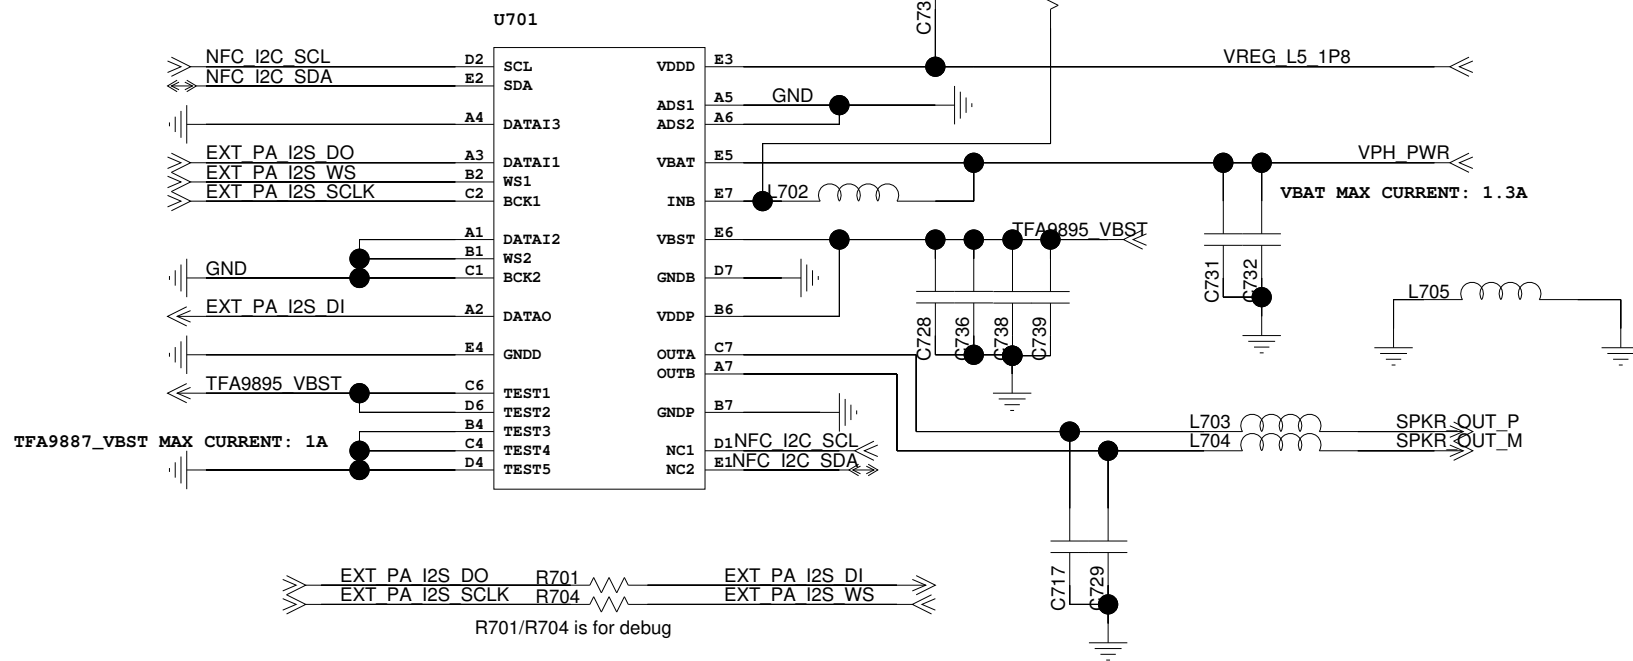 U701
C73
NFC_I2C_SCL D2 SCL VDDD E3 VREG_L5_1P8
NFC_I2C_SDA E2 SDA
ADS1 A5 GND
A4 DATAI3 ADS2 A6
EXT_PA_I2S_DO A3 DATAI1 VBAT E5 VPH_PWR
EXT_PA_I2S_WS B2 WS1
VBAT MAX CURRENT: 1.3A
EXT_PA_I2S_SCLK C2 BCK1 INB E7 L702
A1 DATAI2 VBST E6 TFA9895_VBST
B1 WS2
GND C1 BCK2 GNDB D7
C731 C732
L705
EXT_PA_I2S_DI A2 DATAO VDDP B6
C728 C736 C738 C739
E4 GNDD OUTA C7
OUTB A7
TFA9895_VBST C6 TEST1
D6 TEST2 GNDP B7
B4 TEST3 L703 SPKR_OUT_P
TFA9887_VBST MAX CURRENT: 1A C4 TEST4 NC1 D1 NFC_I2C_SCL L704 SPKR_OUT_M
D4 TEST5 NC2 E1 NFC_I2C_SDA
EXT_PA_I2S_DO R701 EXT_PA_I2S_DI
EXT_PA_I2S_SCLK R704 EXT_PA_I2S_WS
C717 C729
R701/R704 is for debug